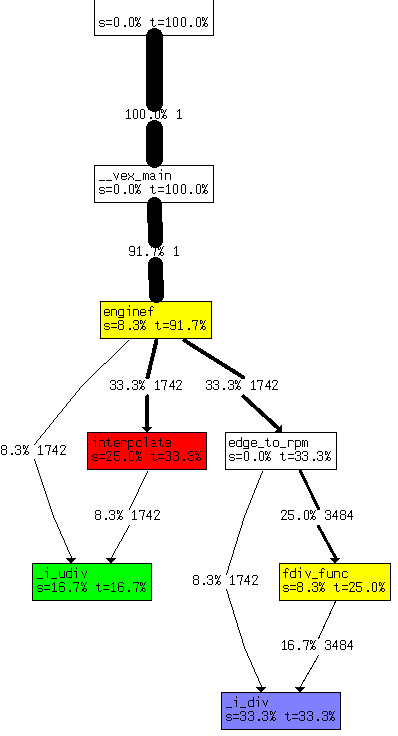 s=0.0% t=100.0%
100.0% 1
__vex_main
s=0.0% t=100.0%
91.7% 1
enginef
s=8.3% t=91.7%
33.3% 1742
33.3% 1742
8.3% 1742
interpolate
s=25.0% t=33.3%
edge_to_rpm
s=0.0% t=33.3%
8.3% 1742
25.0% 3484
8.3% 1742
_i_udiv
s=16.7% t=16.7%
fdiv_func
s=8.3% t=25.0%
16.7% 3484
_i_div
s=33.3% t=33.3%